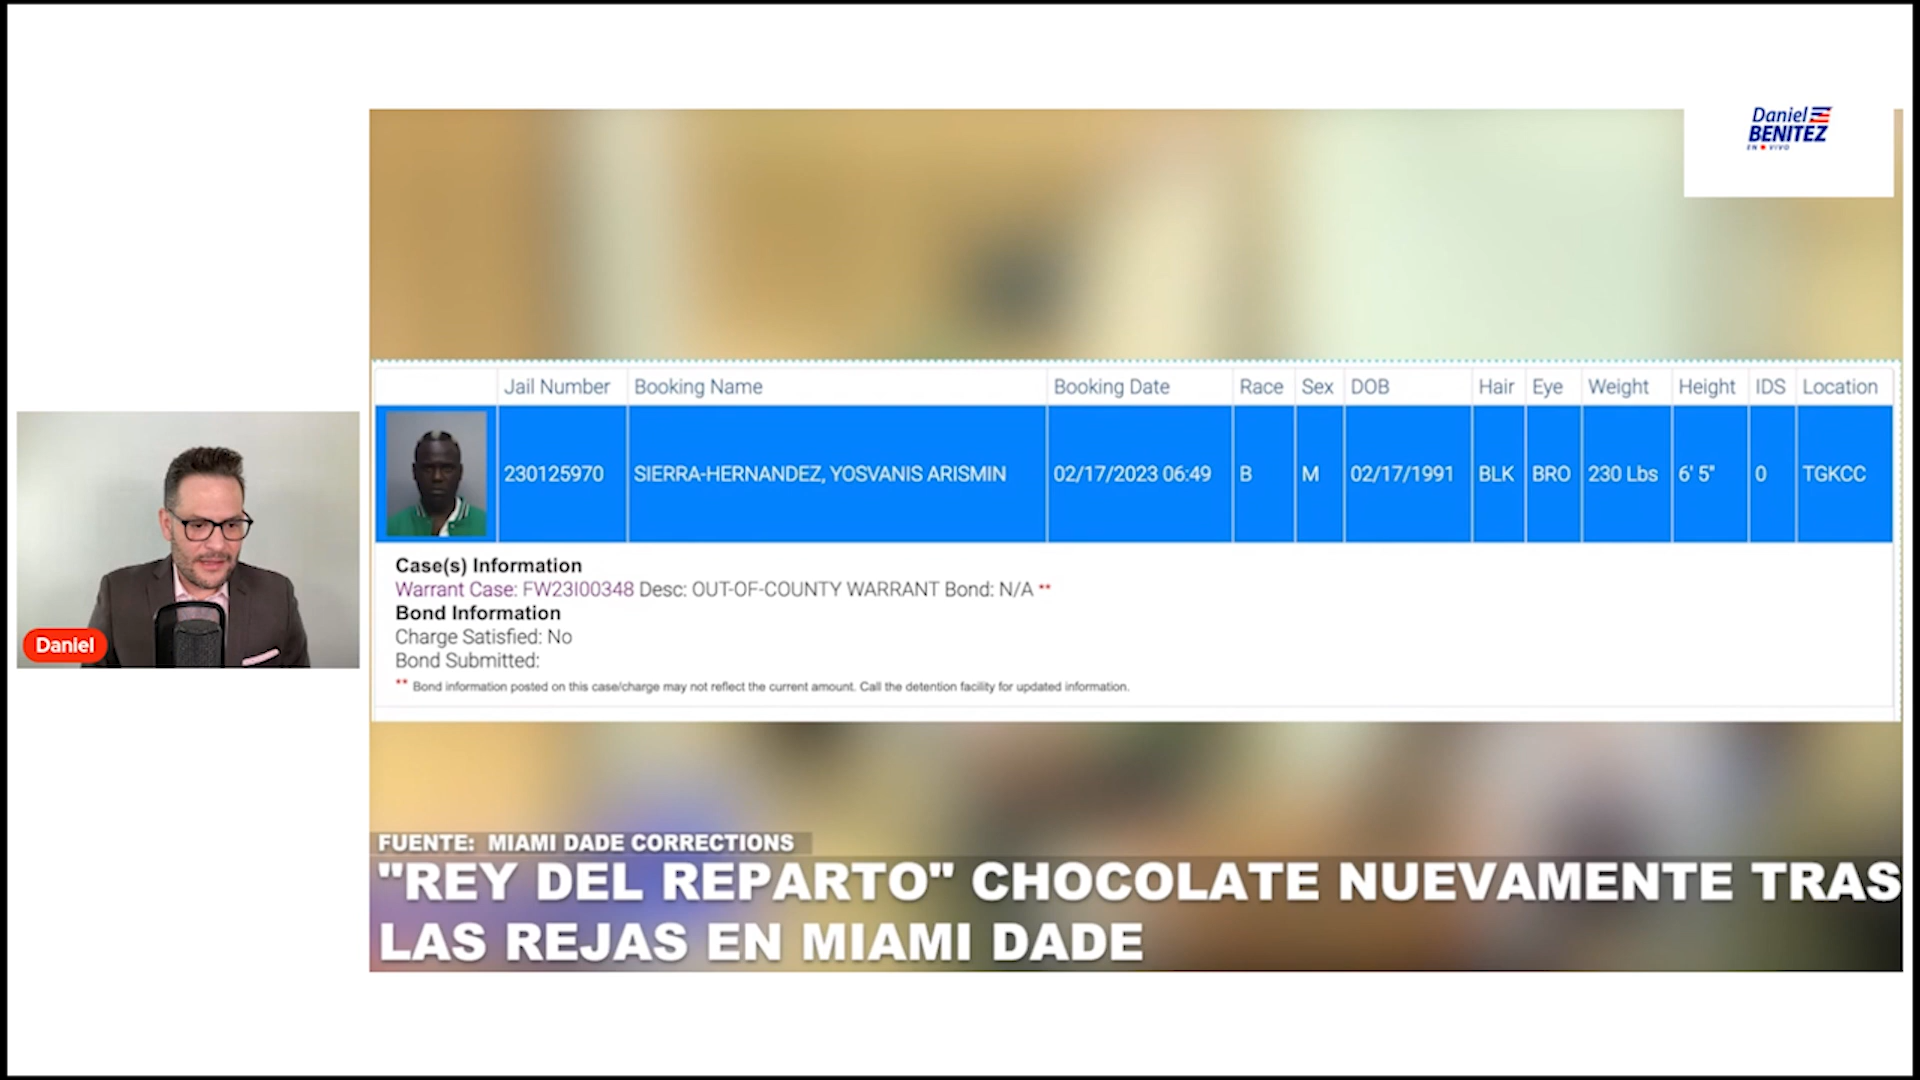 Daniel
BENITEZ
EN VIVO
Jail Number Booking Name Booking Date Race Sex DOB Hair Eye Weight Height IDS Location
230125970 SIERRA-HERNANDEZ, YOSVANIS ARISMIN 02/17/2023 06:49 B M 02/17/1991 BLK BRO 230 Lbs 6' 5" 0 TGKCC
Case(s) Information
Warrant Case: FW23I00348 Desc: OUT-OF-COUNTY WARRANT Bond: N/A **
Bond Information
Charge Satisfied: No
Bond Submitted:
** Bond information posted on this case/charge may not reflect the current amount. Call the detention facility for updated information.
Daniel
FUENTE: MIAMI DADE CORRECTIONS
"REY DEL REPARTO" CHOCOLATE NUEVAMENTE TRAS
LAS REJAS EN MIAMI DADE